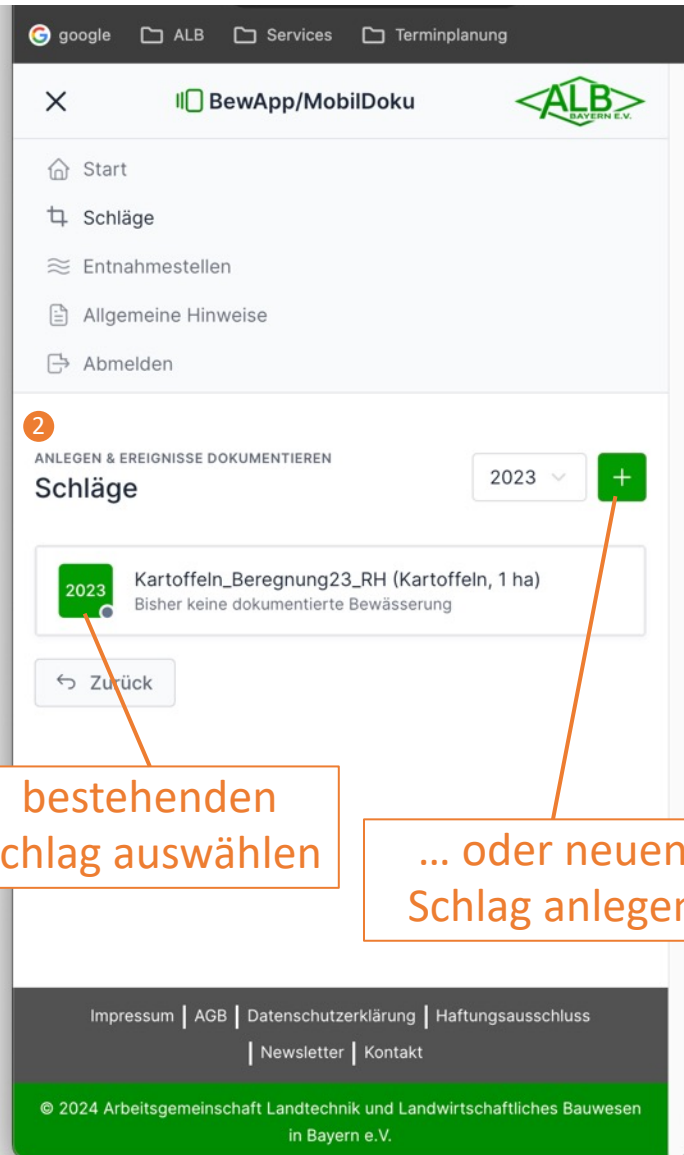 google ALB Services Terminplanung
BewApp/MobilDoku
ALB
BAYERN E.V.
Start
Schläge
Entnahmestellen
Allgemeine Hinweise
Abmelden
2
ANLEGEN & EREIGNISSE DOKUMENTIEREN
Schläge
2023
+
2023
Kartoffeln_Beregnung23_RH (Kartoffeln, 1 ha)
Bisher keine dokumentierte Bewässerung
Zurück
bestehenden
chlag auswählen
... oder neuen
Schlag anlegen
Impressum | AGB | Datenschutzerklärung | Haftungsausschluss
| Newsletter | Kontakt
© 2024 Arbeitsgemeinschaft Landtechnik und Landwirtschaftliches Bauwesen
in Bayern e.V.